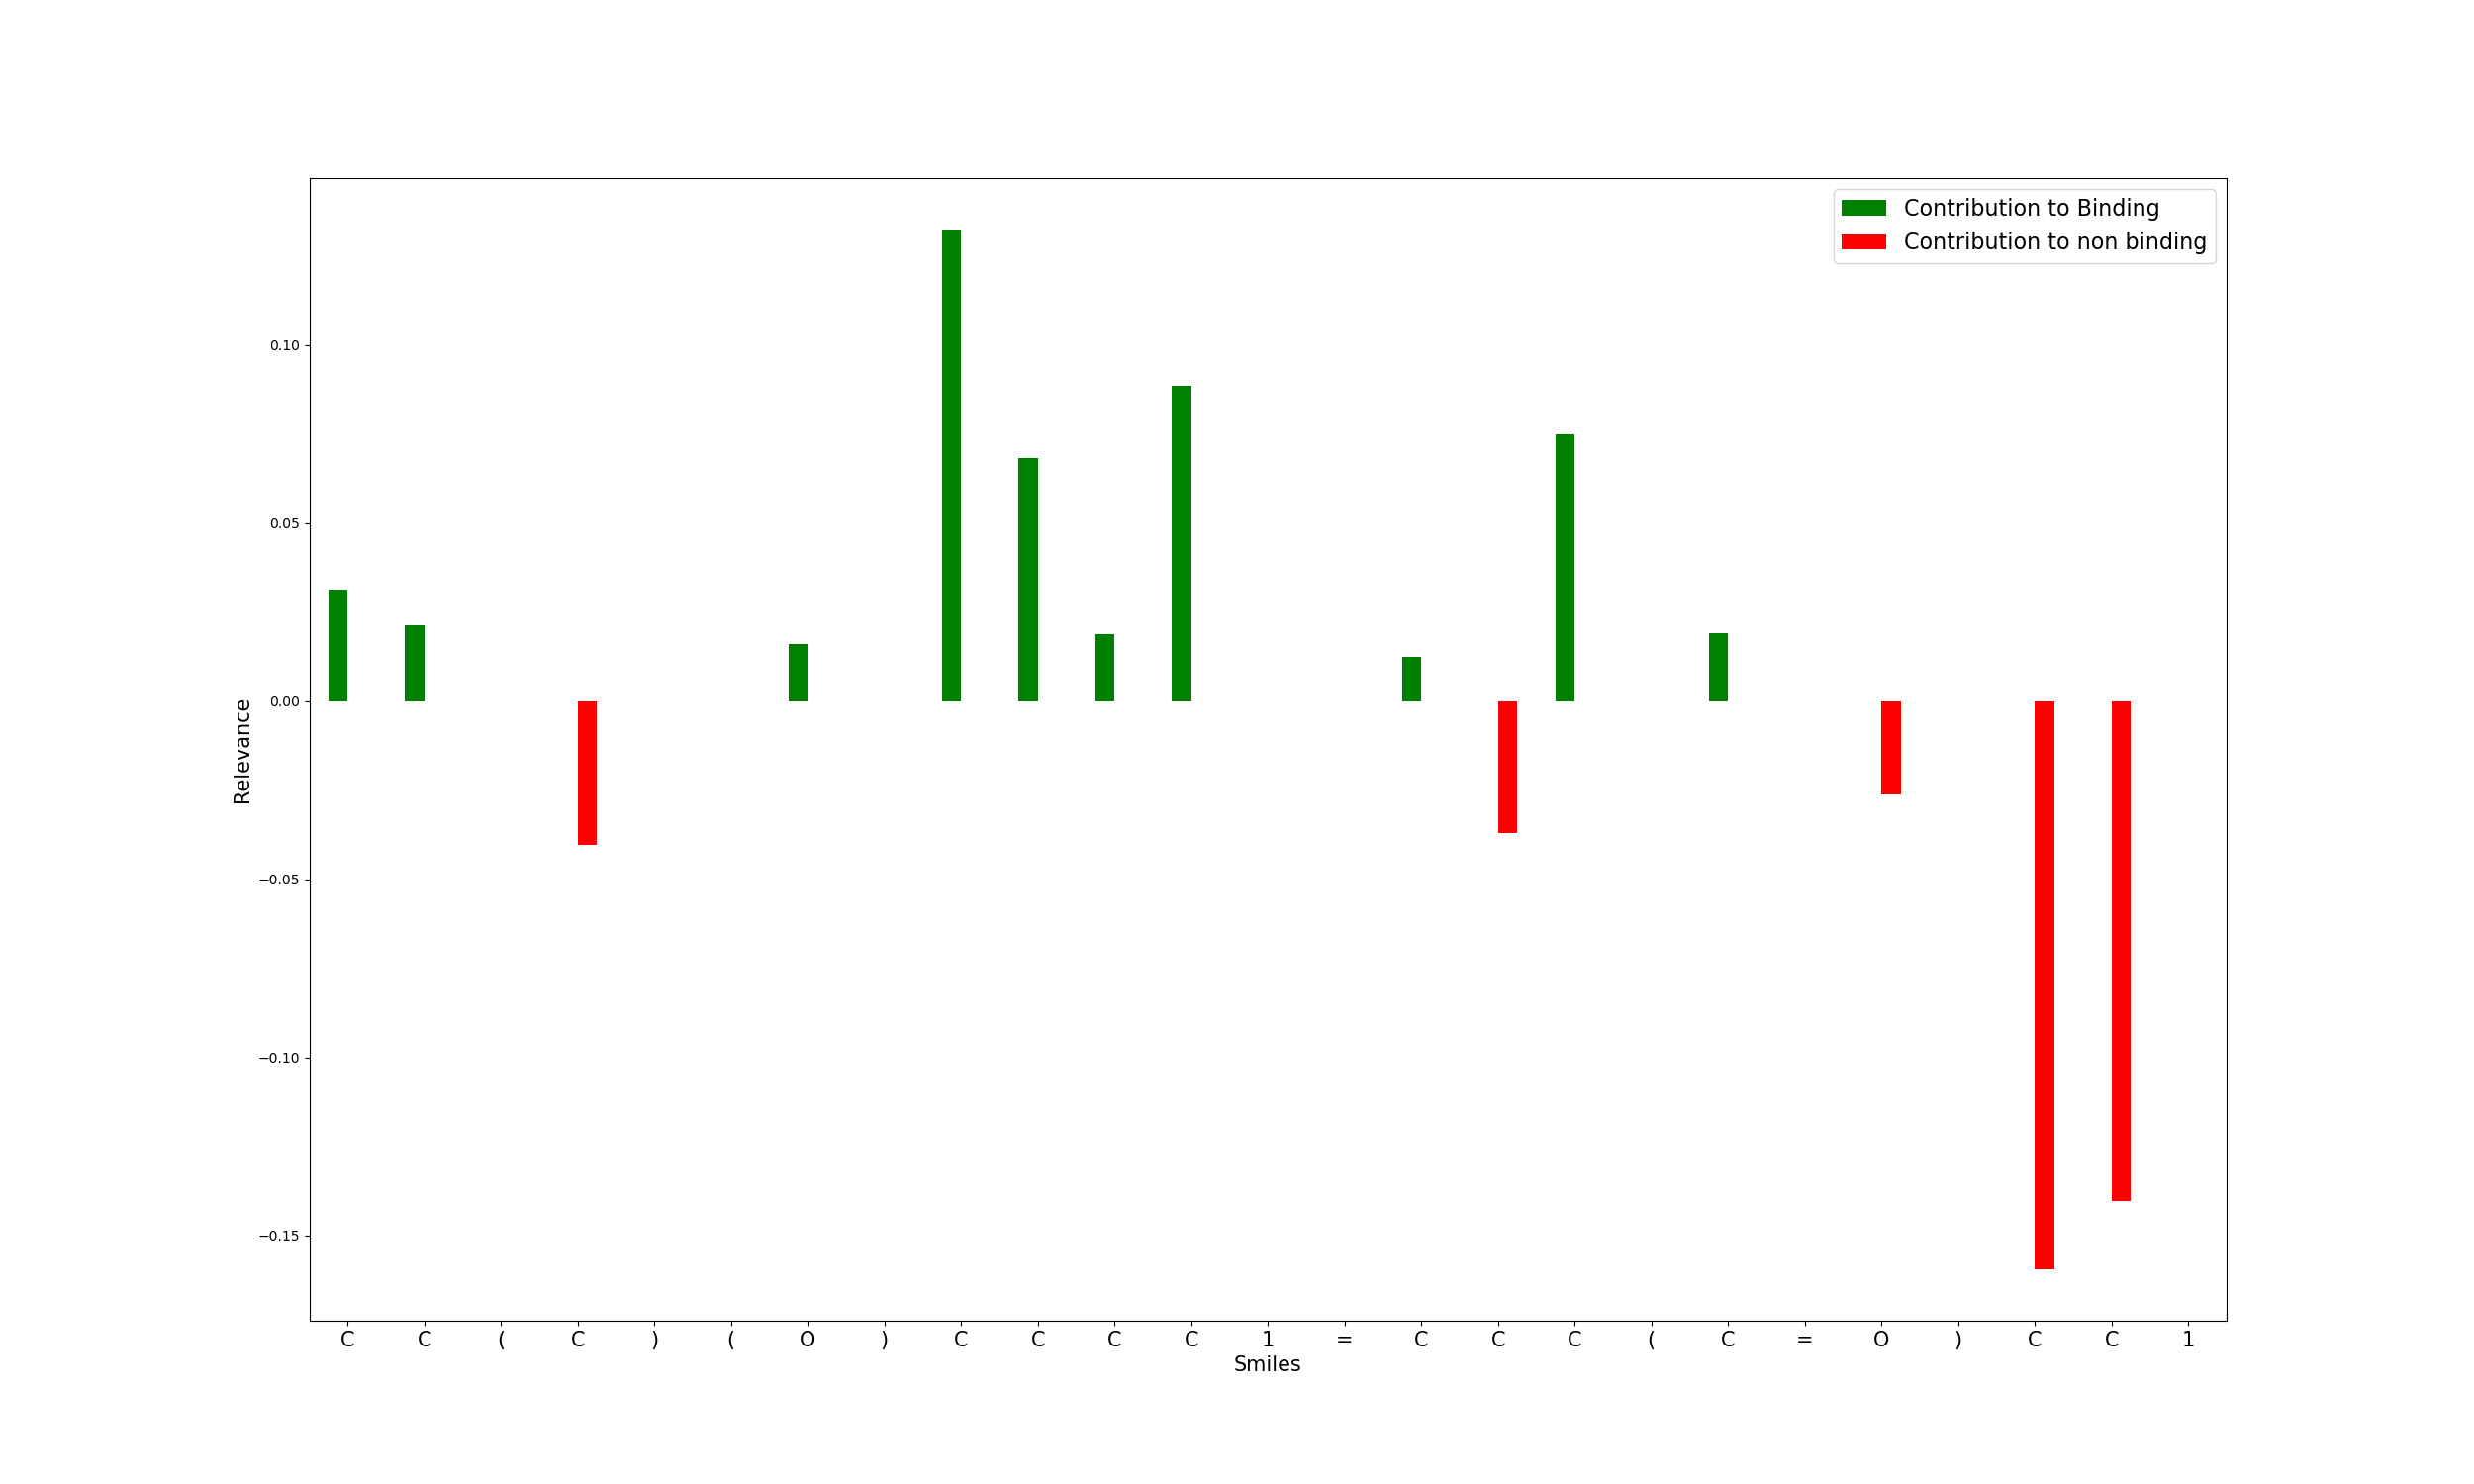 Contribution to Binding
Contribution to non binding
0.10
0.05
0.00
−0.05
−0.10
−0.15
Relevance
C C ( C ) ( O ) C C C C 1 = C C C ( C = O ) C C 1
Smiles